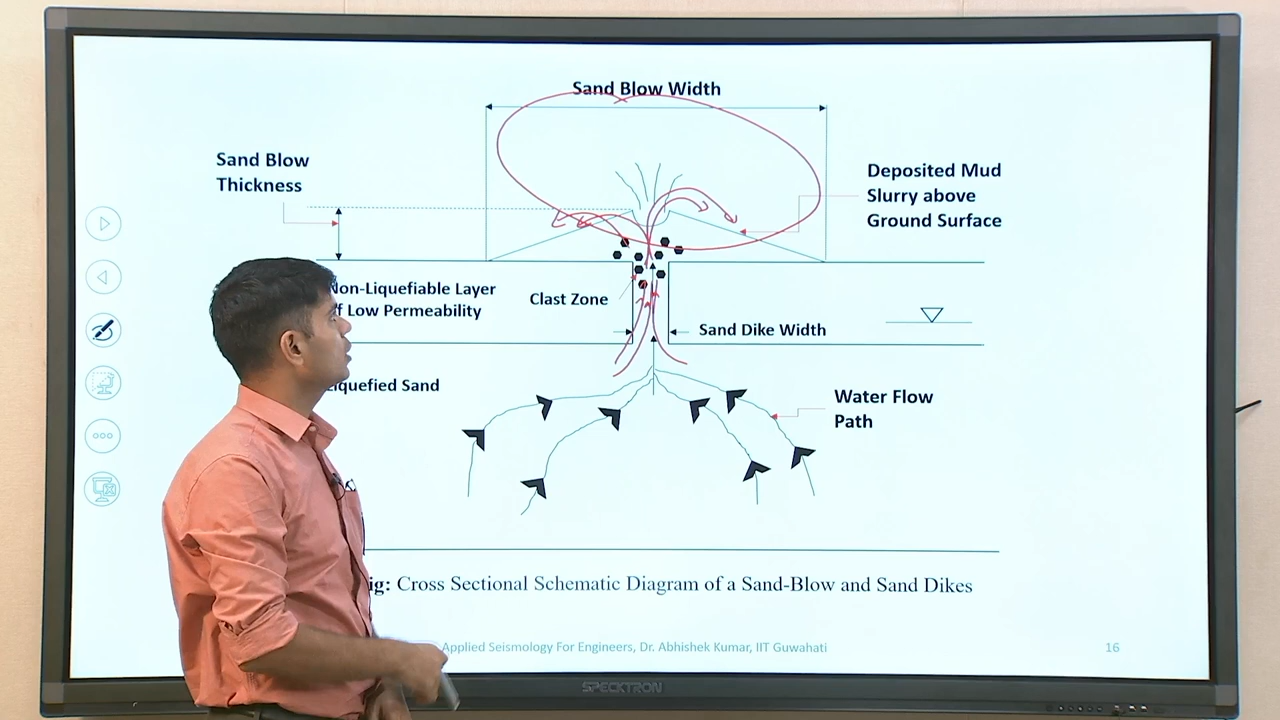 Sand Blow Width
Sand Blow
Thickness
Deposited Mud
Slurry above
Ground Surface
Non-Liquefiable Layer
of Low Permeability
Clast Zone
Sand Dike Width
Liquefied Sand
Water Flow
Path
ig: Cross Sectional Schematic Diagram of a Sand-Blow and Sand Dikes
Applied Seismology For Engineers, Dr. Abhishek Kumar, IIT Guwahati
16
SPECKTRON